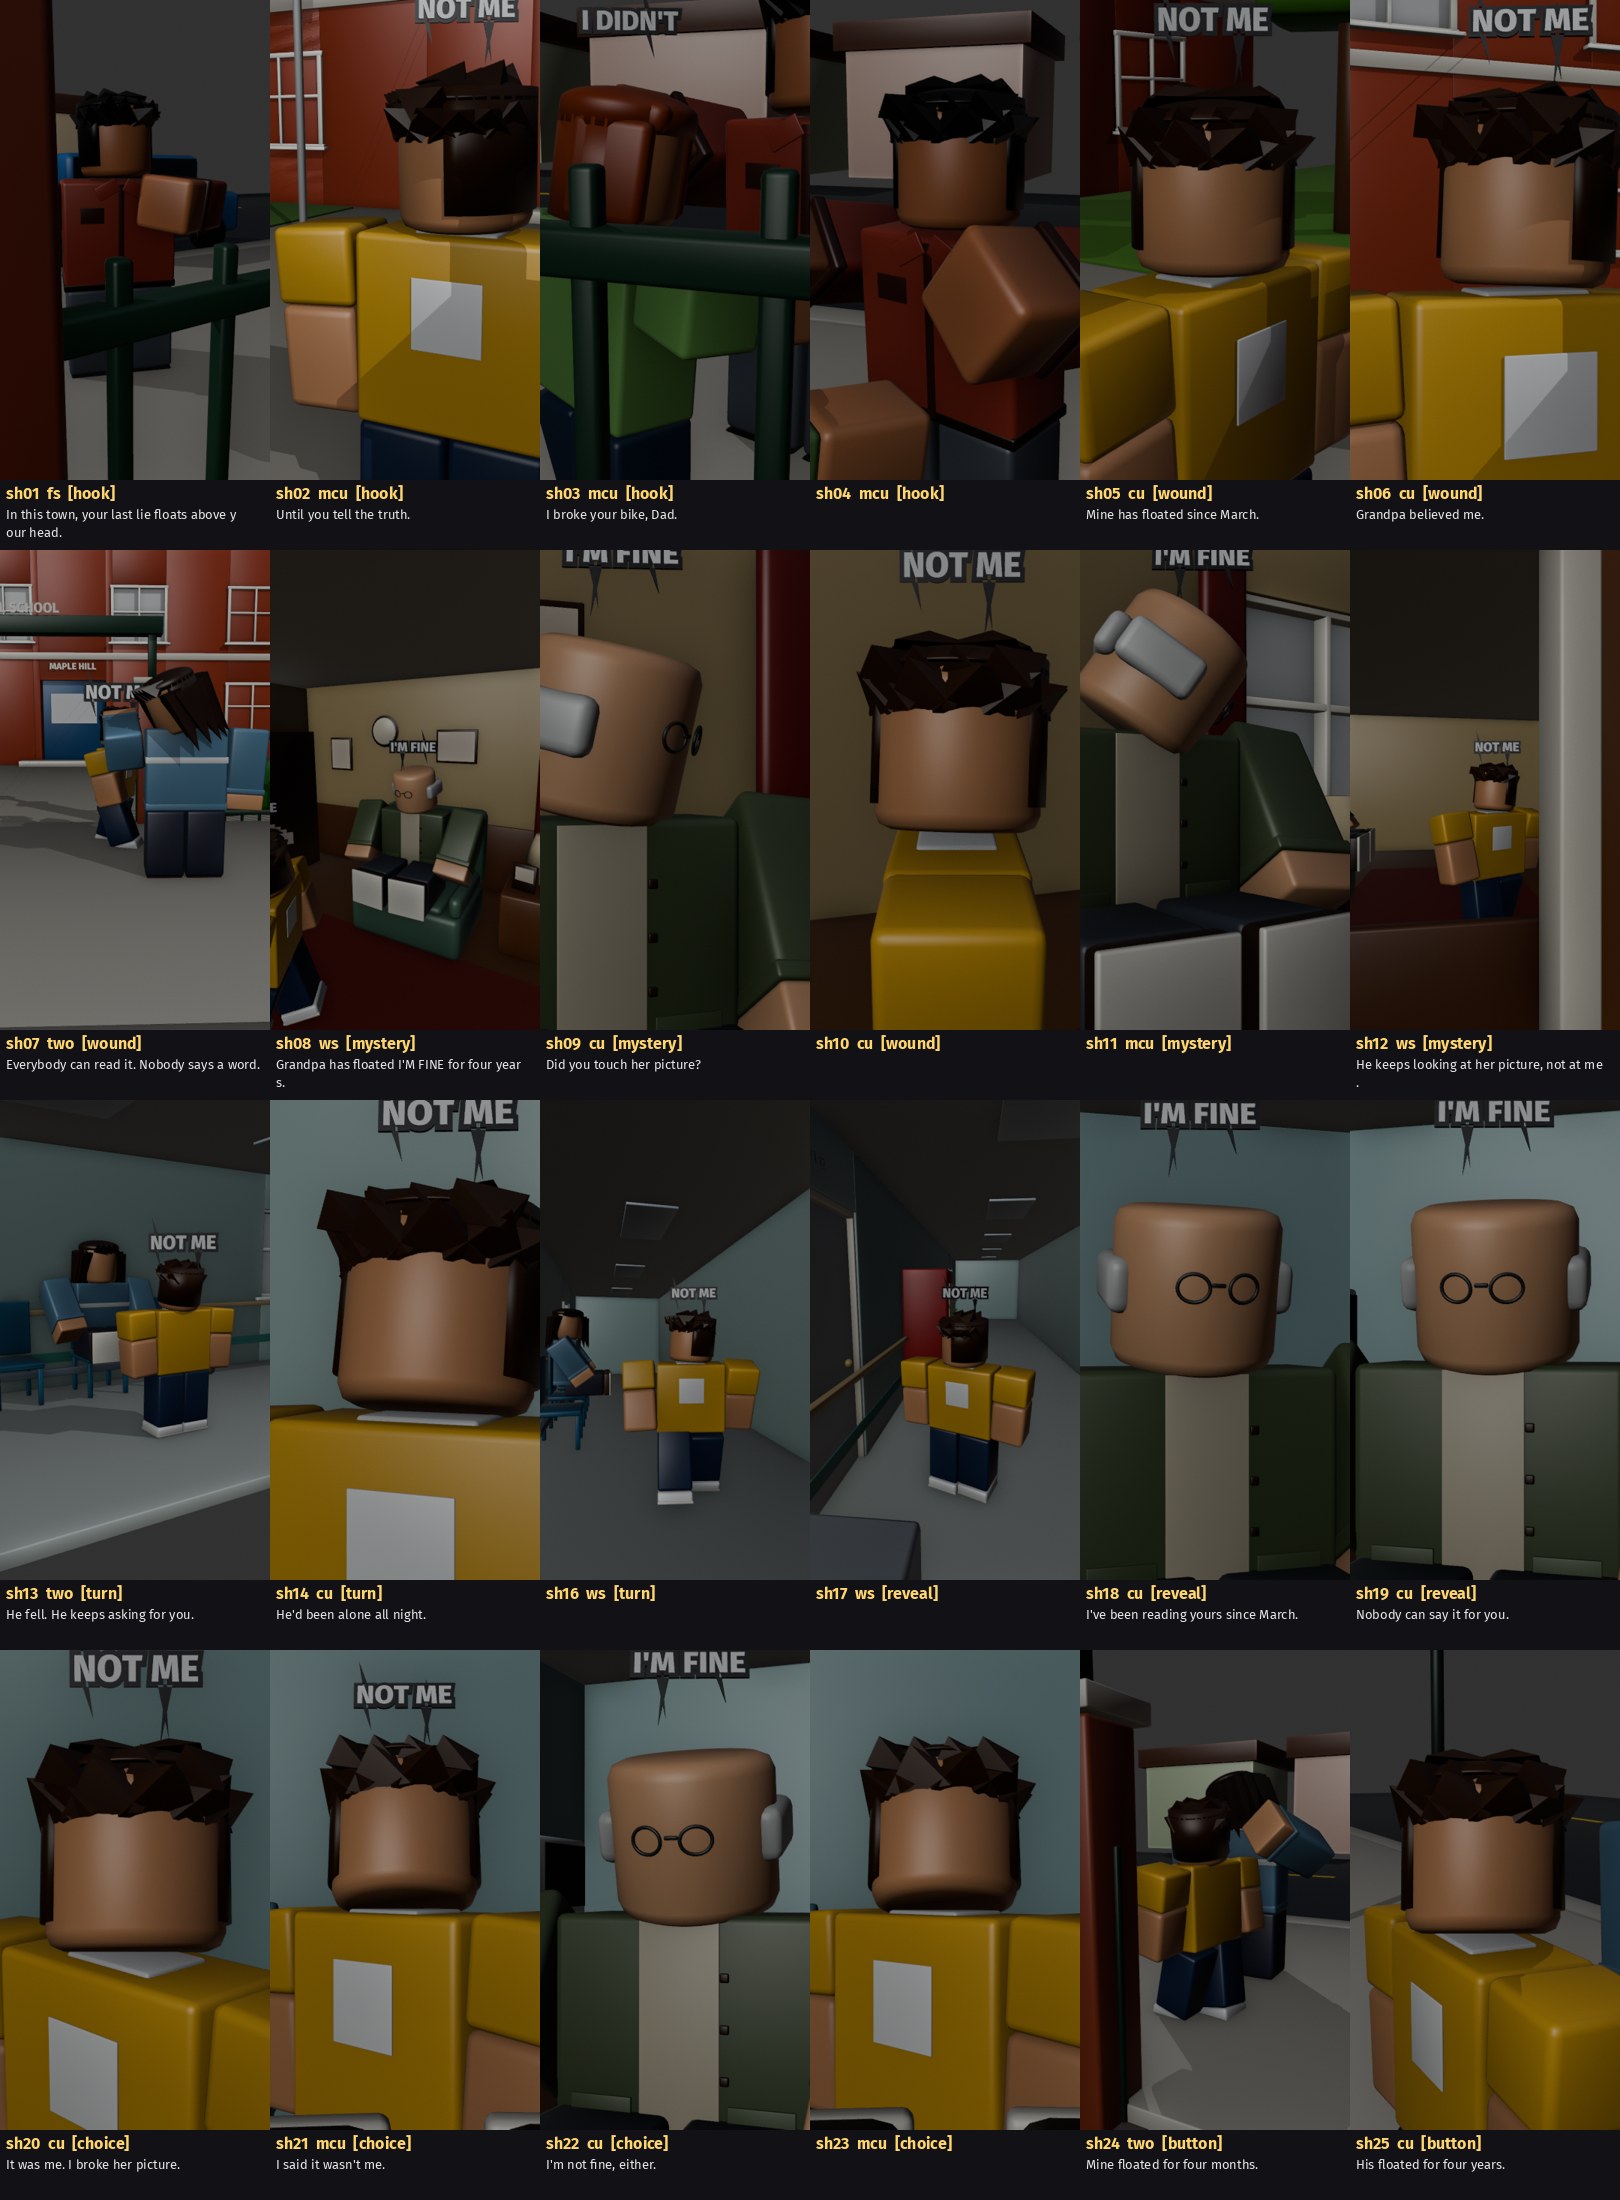 NOT ME
I DIDN'T
NOT ME
NOT ME
sh01 fs [hook]
In this town, your last lie floats above y
our head.
sh02 mcu [hook]
Until you tell the truth.
sh03 mcu [hook]
I broke your bike, Dad.
sh04 mcu [hook]
sh05 cu [wound]
Mine has floated since March.
sh06 cu [wound]
Grandpa believed me.
SCHOOL
MAPLE HILL
NOT M
I'M FINE
E
I'M FINE
NOT ME
I'M FINE
NOT ME
sh07 two [wound]
Everybody can read it. Nobody says a word.
sh08 ws [mystery]
Grandpa has floated I'M FINE for four year
s.
sh09 cu [mystery]
Did you touch her picture?
sh10 cu [wound]
sh11 mcu [mystery]
sh12 ws [mystery]
He keeps looking at her picture, not at me
.
NOT ME
NOT ME
NOT ME
NOT ME
I'M FINE
I'M FINE
sh13 two [turn]
He fell. He keeps asking for you.
sh14 cu [turn]
He'd been alone all night.
sh16 ws [turn]
sh17 ws [reveal]
sh18 cu [reveal]
I've been reading yours since March.
sh19 cu [reveal]
Nobody can say it for you.
NOT ME
NOT ME
I'M FINE
sh20 cu [choice]
It was me. I broke her picture.
sh21 mcu [choice]
I said it wasn't me.
sh22 cu [choice]
I'm not fine, either.
sh23 mcu [choice]
sh24 two [button]
Mine floated for four months.
sh25 cu [button]
His floated for four years.